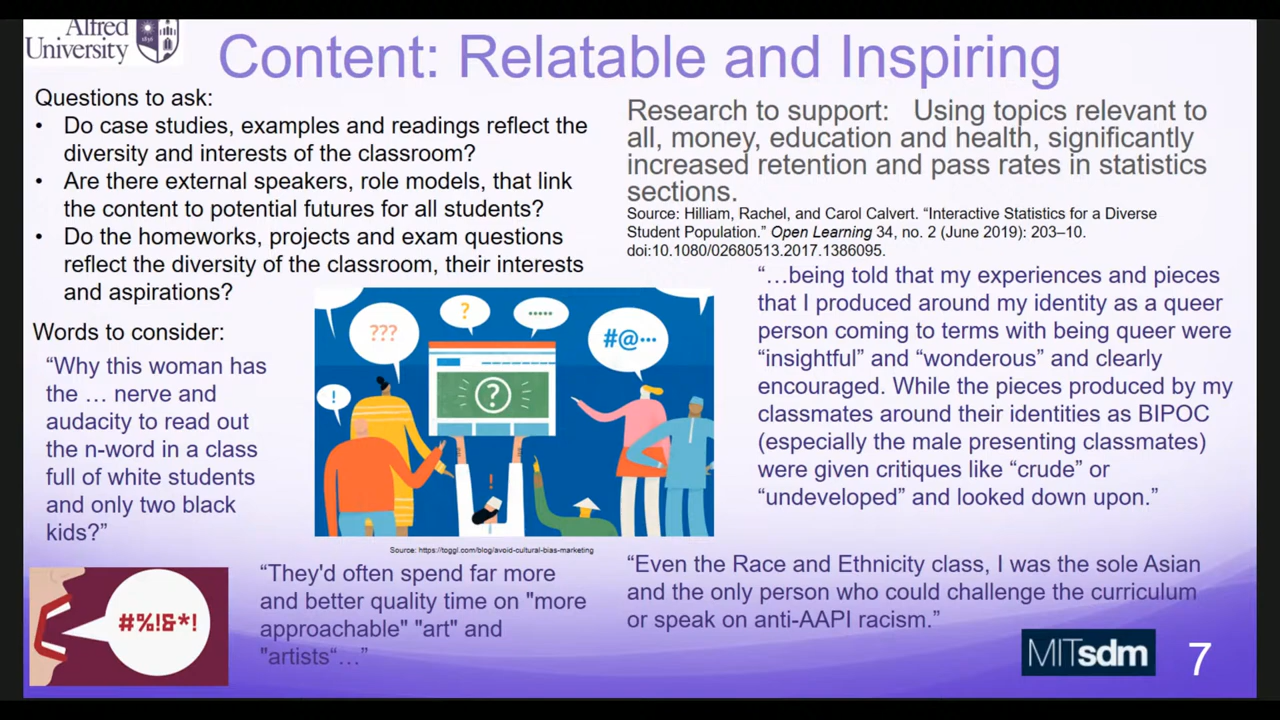 Alfred
University
1836
Content: Relatable and Inspiring
Questions to ask:
• Do case studies, examples and readings reflect the
diversity and interests of the classroom?
• Are there external speakers, role models, that link
the content to potential futures for all students?
• Do the homeworks, projects and exam questions
reflect the diversity of the classroom, their interests
and aspirations?
Words to consider:
“Why this woman has
the … nerve and
audacity to read out
the n-word in a class
full of white students
and only two black
kids?”
#%!&*!
“They'd often spend far more
and better quality time on "more
approachable" "art" and
"artists“…”
???
?
•••••
#@•••
!
?
!
Source: https://toggl.com/blog/avoid-cultural-bias-marketing
Research to support: Using topics relevant to
all, money, education and health, significantly
increased retention and pass rates in statistics
sections.
Source: Hilliam, Rachel, and Carol Calvert. “Interactive Statistics for a Diverse
Student Population.” Open Learning 34, no. 2 (June 2019): 203–10.
doi:10.1080/02680513.2017.1386095.
“…being told that my experiences and pieces
that I produced around my identity as a queer
person coming to terms with being queer were
“insightful” and “wonderous” and clearly
encouraged. While the pieces produced by my
classmates around their identities as BIPOC
(especially the male presenting classmates)
were given critiques like “crude” or
“undeveloped” and looked down upon.”
“Even the Race and Ethnicity class, I was the sole Asian
and the only person who could challenge the curriculum
or speak on anti-AAPI racism.”
MITsdm
7